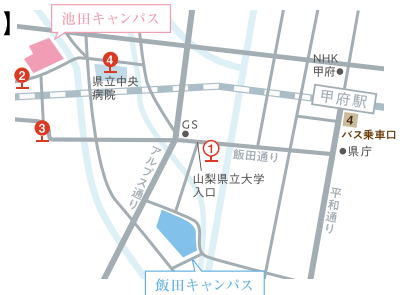 】
池田キャンパス
NHK
甲府
4
県立中央
病院
2
甲府駅
4
バス乗車口
3
GS
1
飯田通り
県庁
アルプス通り
山梨県立大学
入口
平和通り
飯田キャンパス